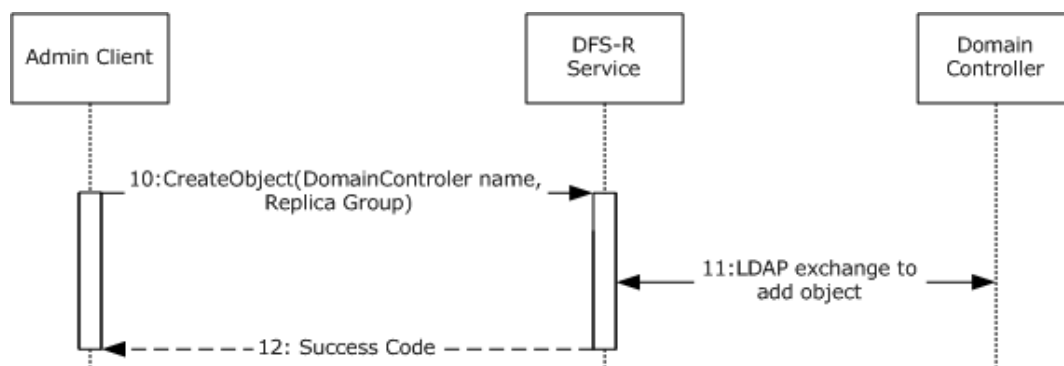 Admin Client
DFS-R
Service
Domain
Controller
10:CreateObject(DomainControler name,
Replica Group)
11:LDAP exchange to
add object
12: Success Code